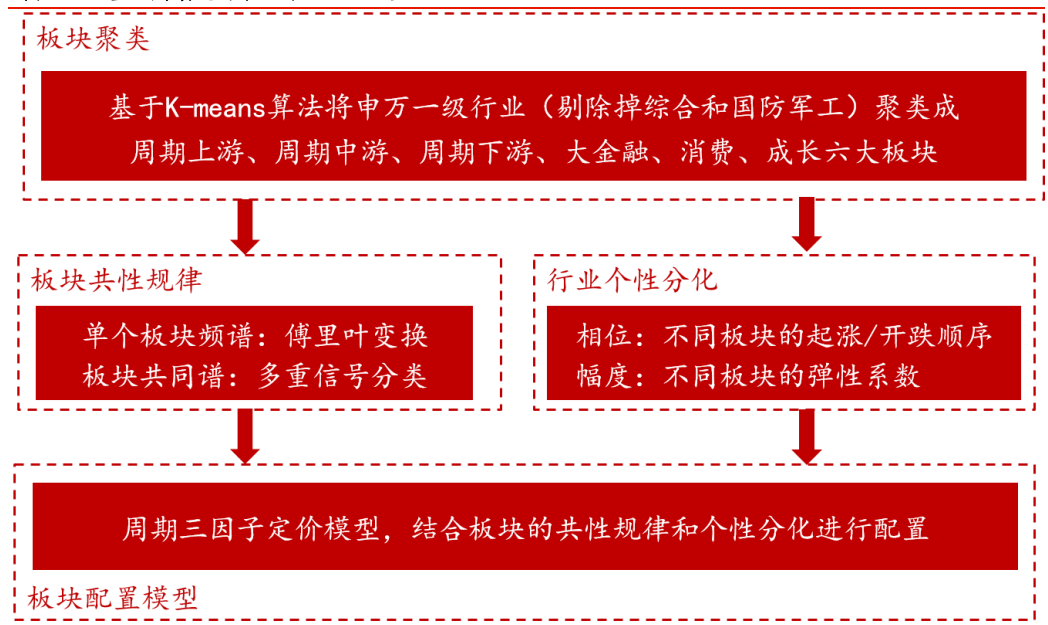 板块聚类
基于K-means算法将申万一级行业（剔除掉综合和国防军工）聚类成
周期上游、周期中游、周期下游、大金融、消费、成长六大板块
板块共性规律
单个板块频谱：傅里叶变换
板块共同谱：多重信号分类
行业个性分化
相位：不同板块的起涨/开跌顺序
幅度：不同板块的弹性系数
周期三因子定价模型，结合板块的共性规律和个性分化进行配置
板块配置模型